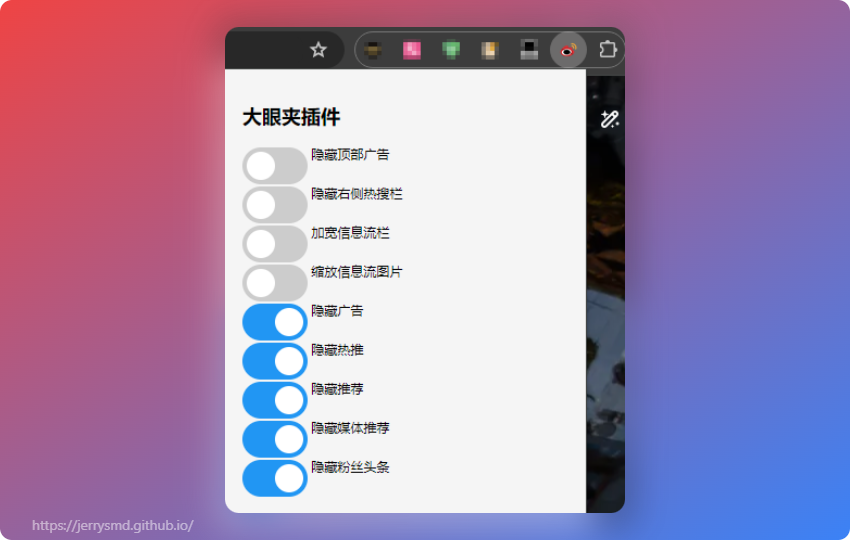 大眼夹插件
隐藏顶部广告
隐藏右侧热搜栏
加宽信息流栏
缩放信息流图片
隐藏广告
隐藏热推
隐藏推荐
隐藏媒体推荐
隐藏粉丝头条
https://jerrysmd.github.io/